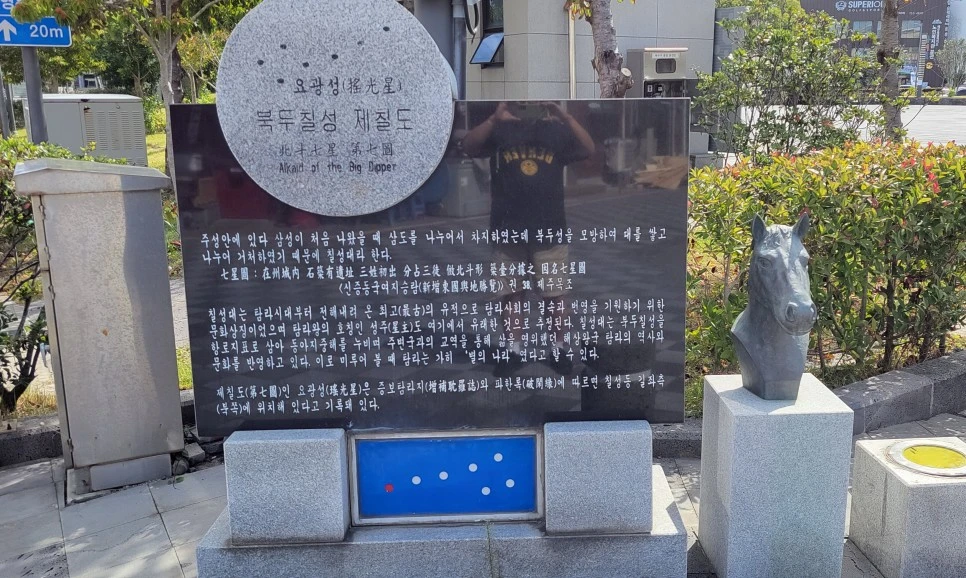 20m
SUPERIOR
요광성(搖光星)
북두칠성 제칠도
北斗七星 第七圖
Alkaid of the Big Dipper
주성안에 있다 삼성이 처음 나왔을 때 삼도를 나누어서 차지하였는데 북두성을 모방하여 대를 쌓고
나누어 거처하였기 때문에 칠성대라 한다.
七星圖 : 在州城內 石築有遺址 三姓初出 分占三徒 倣北斗形 築臺分據之 因名七星圖
《신증동국여지승람(新增東國與地勝覽)》 권 38, 제주목조
칠성대는 탐라시대부터 전해내려 온 최고(最古)의 유적으로 탐라사회의 결속과 번영을 기원하기 위한
문화상징이었으며 탐라왕의 호칭인 성주(星主)도 여기에서 유래한 것으로 추정된다. 칠성대는 북두칠성을
항로지표로 삼아 동아지중해를 누비며 주변국과의 교역을 통해 삶을 영위했던 해상왕국 탐라의 역사와
문화를 반영하고 있다. 이로 미루어 볼 때 탐라는 가히 '별의 나라' 였다고 할 수 있다.
제칠도(第七圖)인 요광성(瑤光星)은 증보탐라지(增補耽羅誌)와 파한록(破閑錄)에 따르면 칠성동 길좌측
(북쪽)에 위치해 있다고 기록돼 있다.